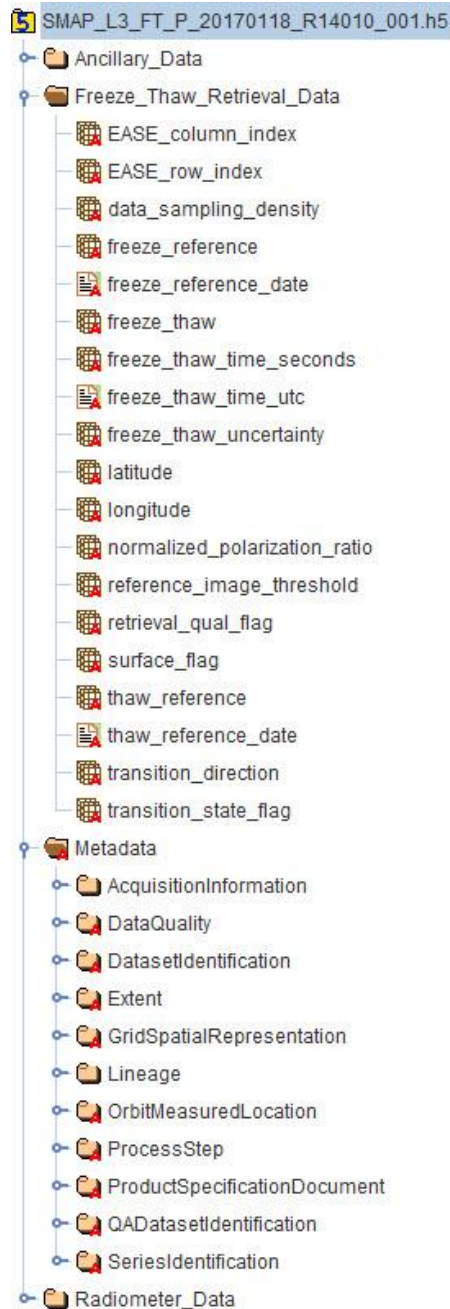 SMAP_L3_FT_P_20170118_R14010_001.h5
Ancillary_Data
Freeze_Thaw_Retrieval_Data
EASE_column_index
EASE_row_index
data_sampling_density
freeze_reference
freeze_reference_date
freeze_thaw
freeze_thaw_time_seconds
freeze_thaw_time_utc
freeze_thaw_uncertainty
latitude
longitude
normalized_polarization_ratio
reference_image_threshold
retrieval_qual_flag
surface_flag
thaw_reference
thaw_reference_date
transition_direction
transition_state_flag
Metadata
AcquisitionInformation
DataQuality
DatasetIdentification
Extent
GridSpatialRepresentation
Lineage
OrbitMeasuredLocation
ProcessStep
ProductSpecificationDocument
QADatasetIdentification
SeriesIdentification
Radiometer_Data